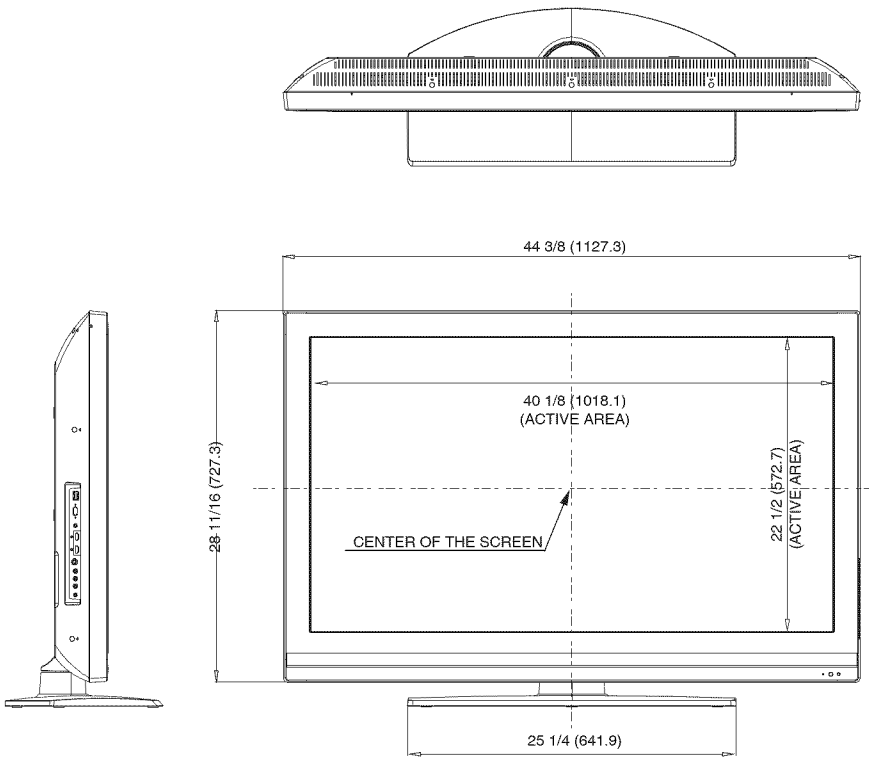 44 3/8 (1127.3)
40 1/8 (1018.1)
(ACTIVE AREA)
28 11/16 (727.3)
22 1/2 (572.7)
(ACTIVE AREA)
CENTER OF THE SCREEN
25 1/4 (641.9)